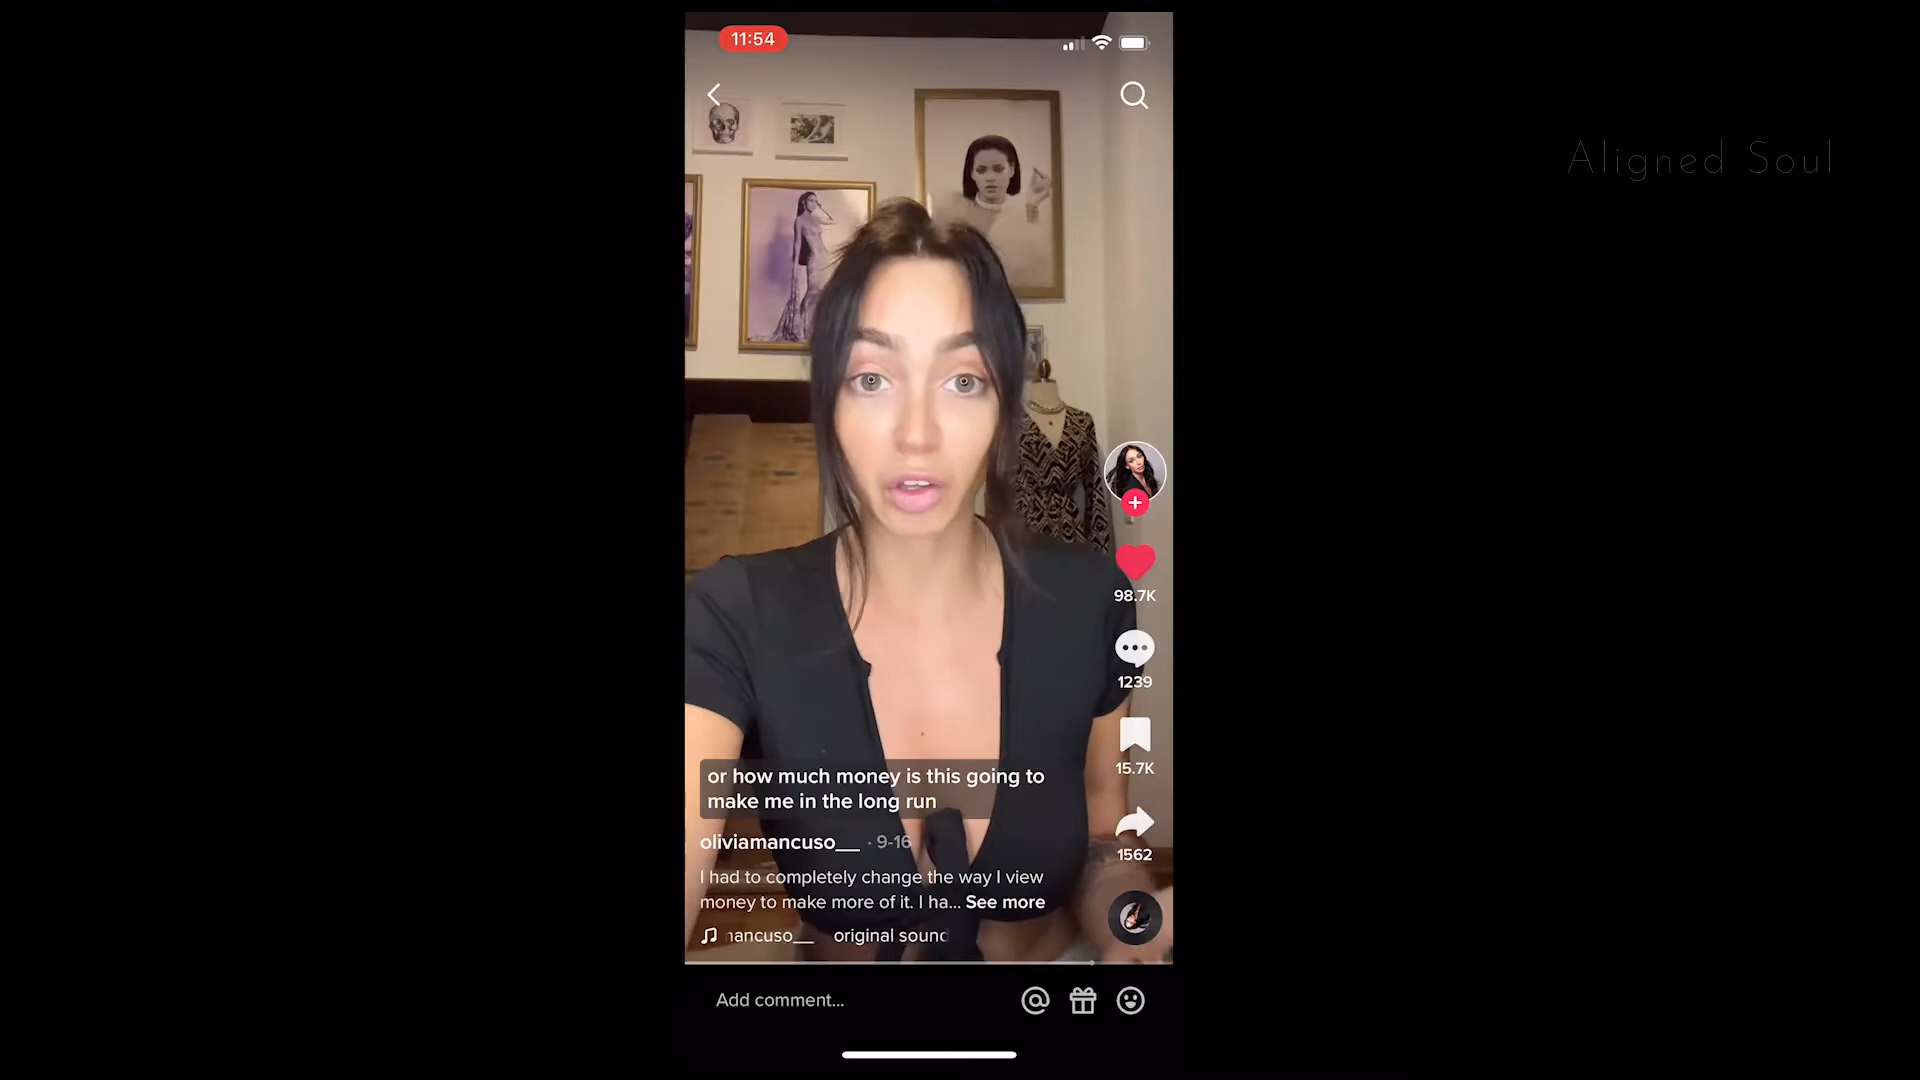 11:54
Aligned Soul
98.7K
1239
15.7K
1562
or how much money is this going to
make me in the long run
oliviamancuso__ · 9-16
I had to completely change the way I view
money to make more of it. I ha... See more
nancuso__ original sound
Add comment...